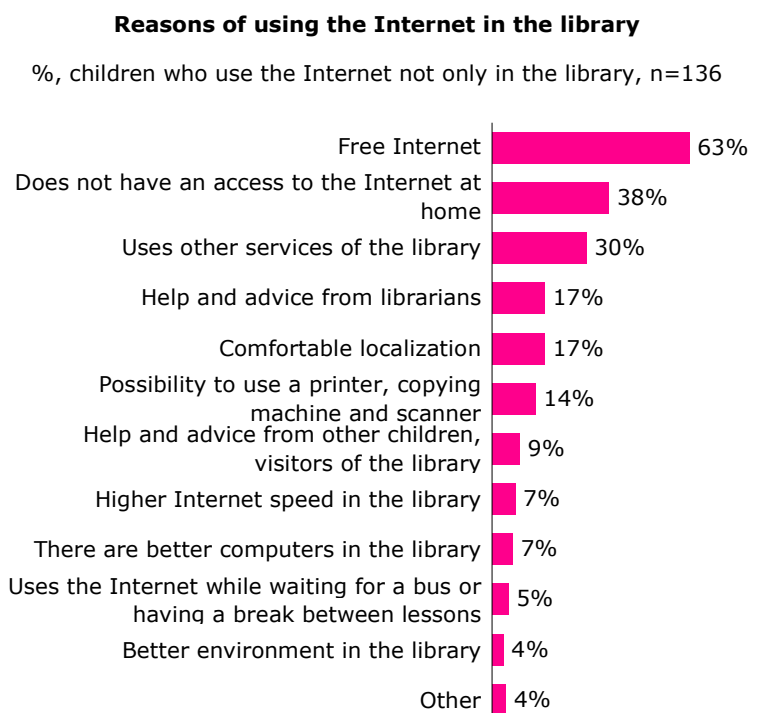 Reasons of using the Internet in the library
%, children who use the Internet not only in the library, n=136
Free Internet 63%
Does not have an access to the Internet at
home 38%
Uses other services of the library 30%
Help and advice from librarians 17%
Comfortable localization 17%
Possibility to use a printer, copying
machine and scanner 14%
Help and advice from other children,
visitors of the library 9%
Higher Internet speed in the library 7%
There are better computers in the library 7%
Uses the Internet while waiting for a bus or
having a break between lessons 5%
Better environment in the library 4%
Other 4%